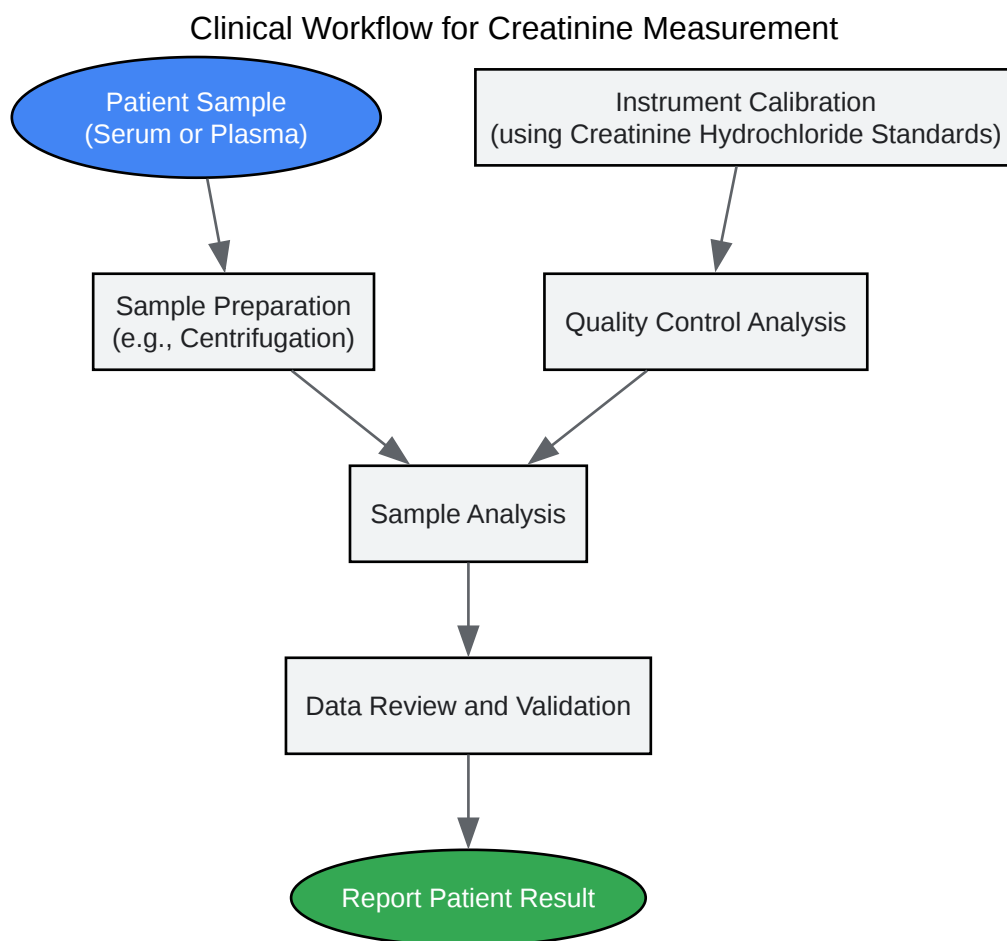 Clinical Workflow for Creatinine Measurement
Patient Sample
(Serum or Plasma)
Instrument Calibration
(using Creatinine Hydrochloride Standards)
Sample Preparation
(e.g., Centrifugation)
Quality Control Analysis
Sample Analysis
Data Review and Validation
Report Patient Result